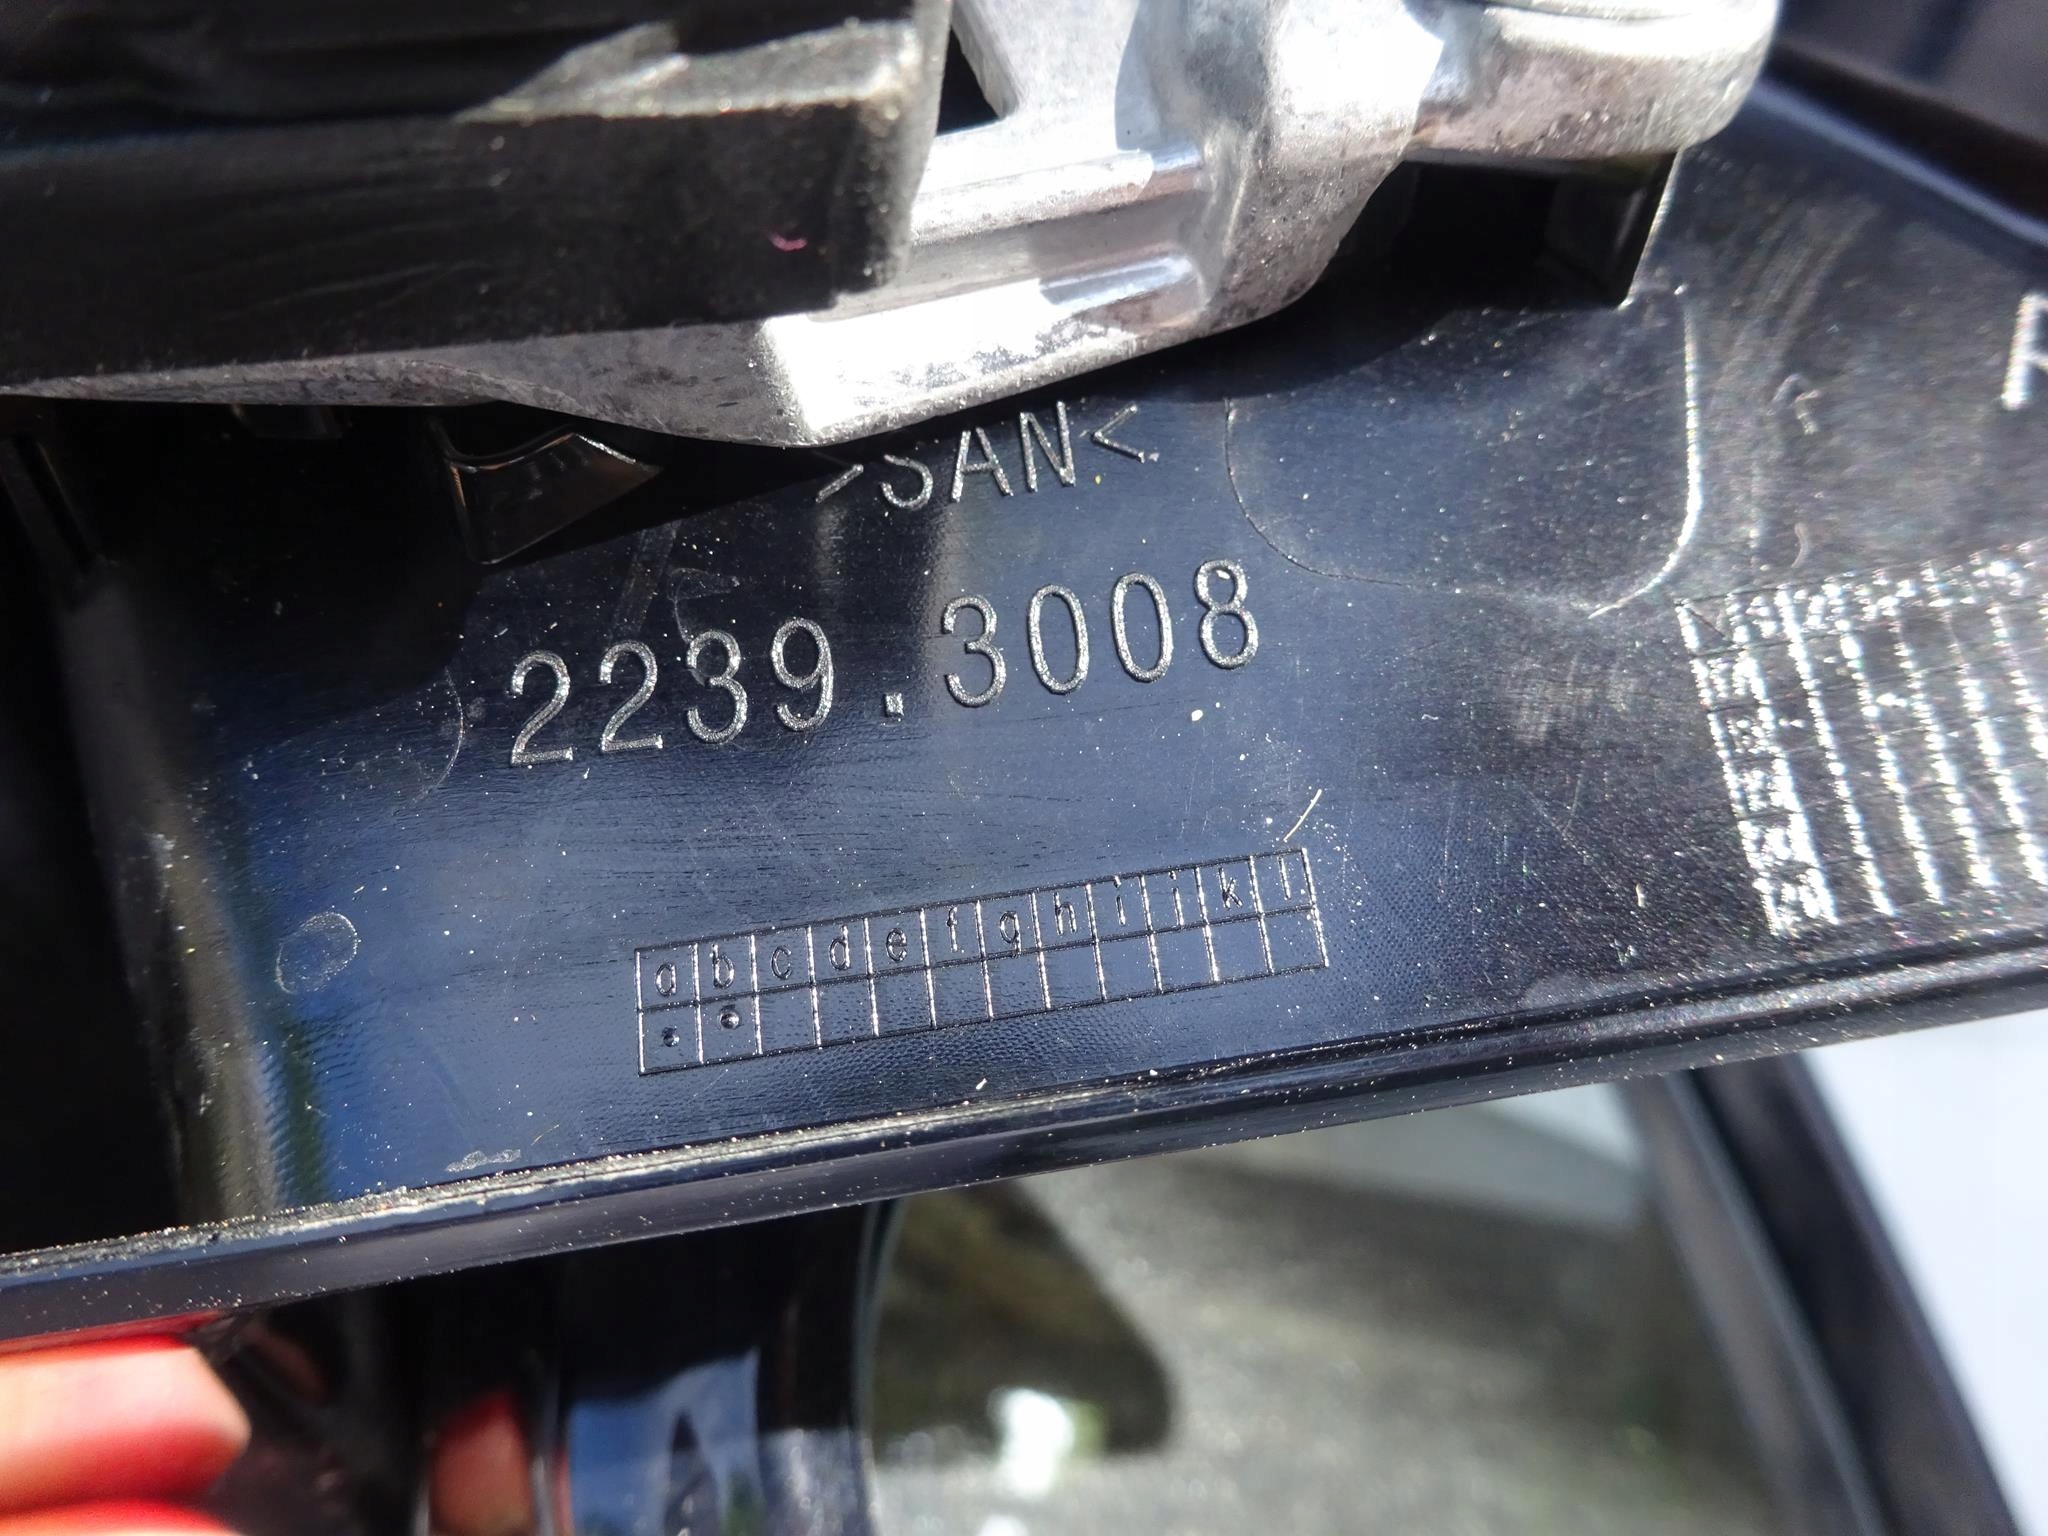 >SAN<
2239.3008
a b c d e f g h i j k l
R